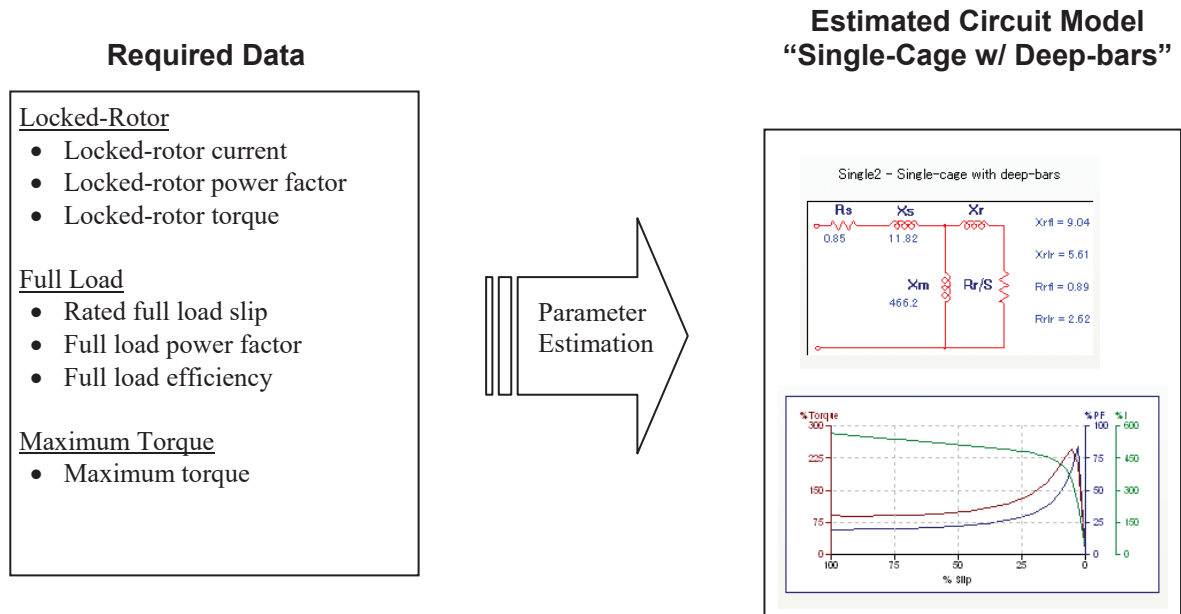 Required Data
Locked-Rotor
• Locked-rotor current
• Locked-rotor power factor
• Locked-rotor torque
Full Load
• Rated full load slip
• Full load power factor
• Full load efficiency
Maximum Torque
• Maximum torque
Parameter
Estimation
Estimated Circuit Model
“Single-Cage w/ Deep-bars”
Single2 - Single-cage with deep-bars
Rs Xs Xr
0.85 11.82
Xm Rr/S
466.2
Xrfl = 9.04
Xrlr = 5.61
Rrfl = 0.89
Rrlr = 2.62
%Torque %PF %I
300 100 600
225 75 450
150 50 300
75 25 150
0 0 0
100 75 50 25 0
% Slip